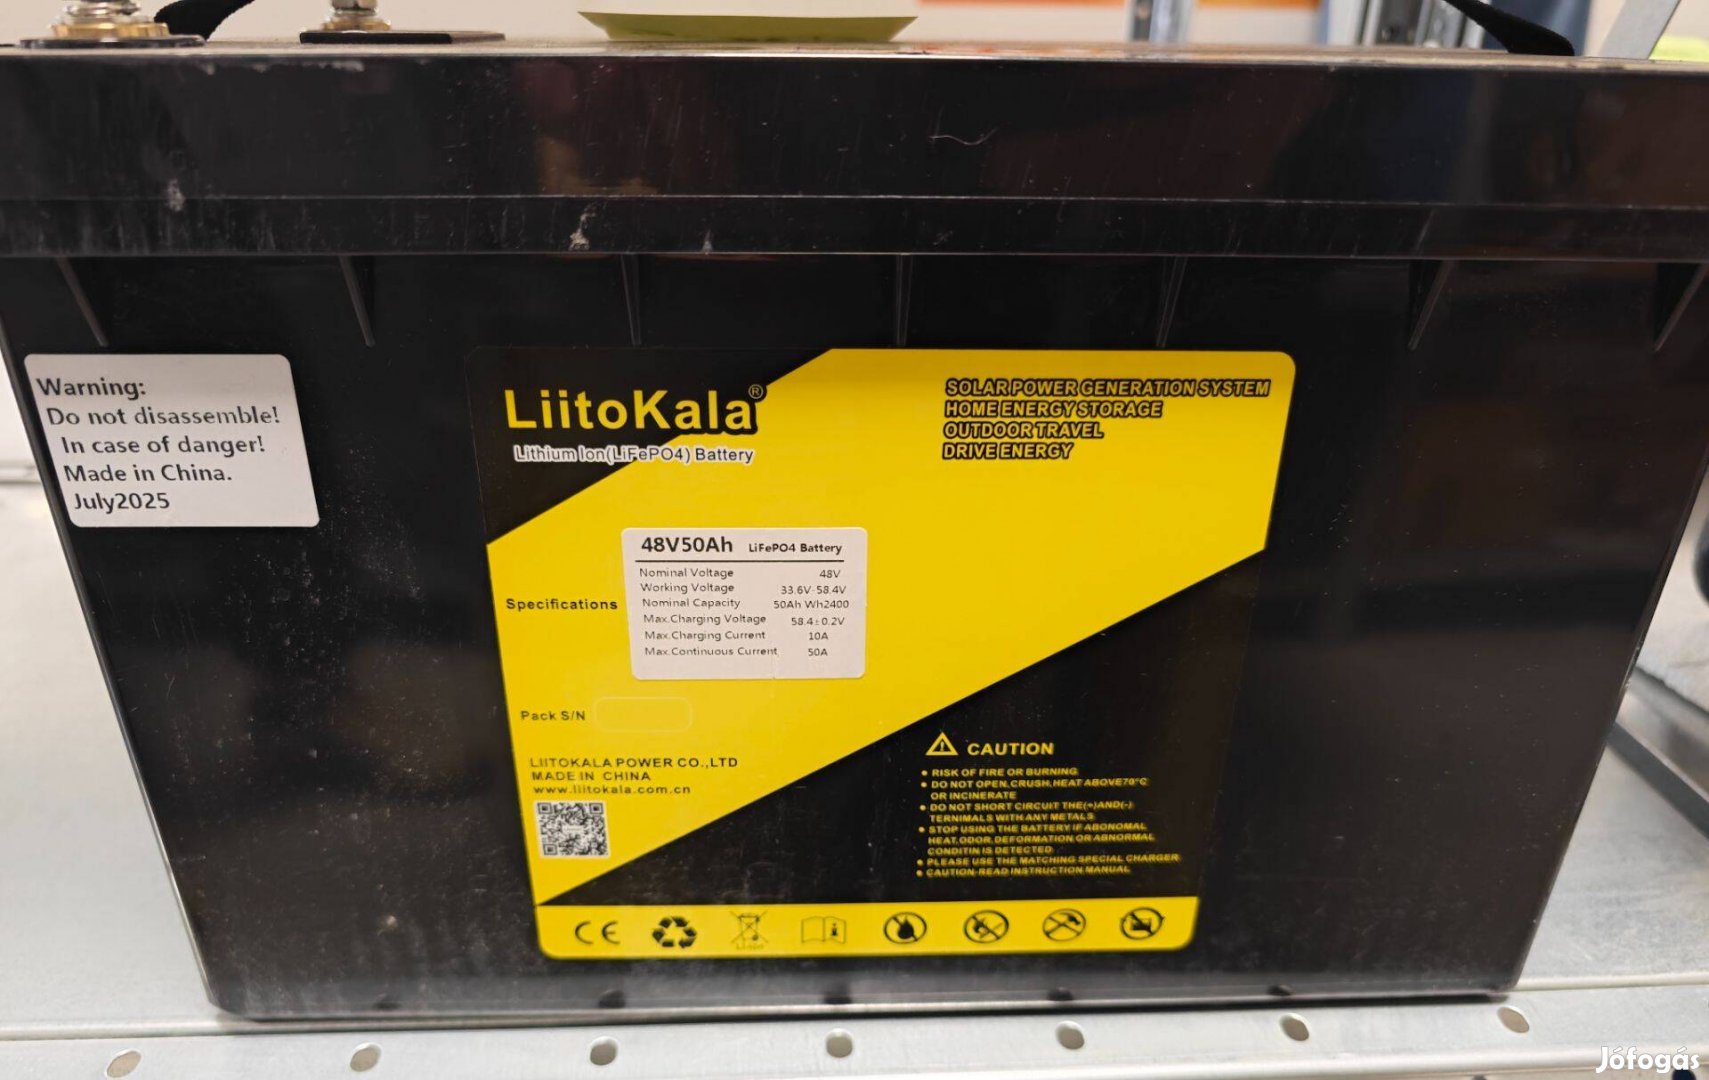 Warning:
Do not disassemble!
In case of danger!
Made in China.
July2025
LiitoKala®
Lithium Ion(LiFePO4) Battery
SOLAR POWER GENERATION SYSTEM
HOME ENERGY STORAGE
OUTDOOR TRAVEL
DRIVE ENERGY
Specifications
48V50Ah LiFePO4 Battery
Nominal Voltage 48V
Working Voltage 33.6V-58.4V
Nominal Capacity 50Ah Wh2400
Max.Charging Voltage 58.4±0.2V
Max.Charging Current 10A
Max.Continuous Current 50A
Pack S/N
LIITOKALA POWER CO.,LTD
MADE IN CHINA
www.liitokala.com.cn
CAUTION
• RISK OF FIRE OR BURNING
• DO NOT OPEN,CRUSH,HEAT ABOVE70°C
OR INCINERATE
• DO NOT SHORT CIRCUIT THE(+)AND(-)
TERNIMALS WITH ANY METALS
• STOP USING THE BATTERY IF ABONOMAL
HEAT,ODOR,DEFORMATION OR ABNORMAL
CONDITIN IS DETECTED
• PLEASE USE THE MATCHING SPECIAL CHARGER
• CAUTION-READ INSTRUCTION MANUAL
CE
Li-ion
Jófogás